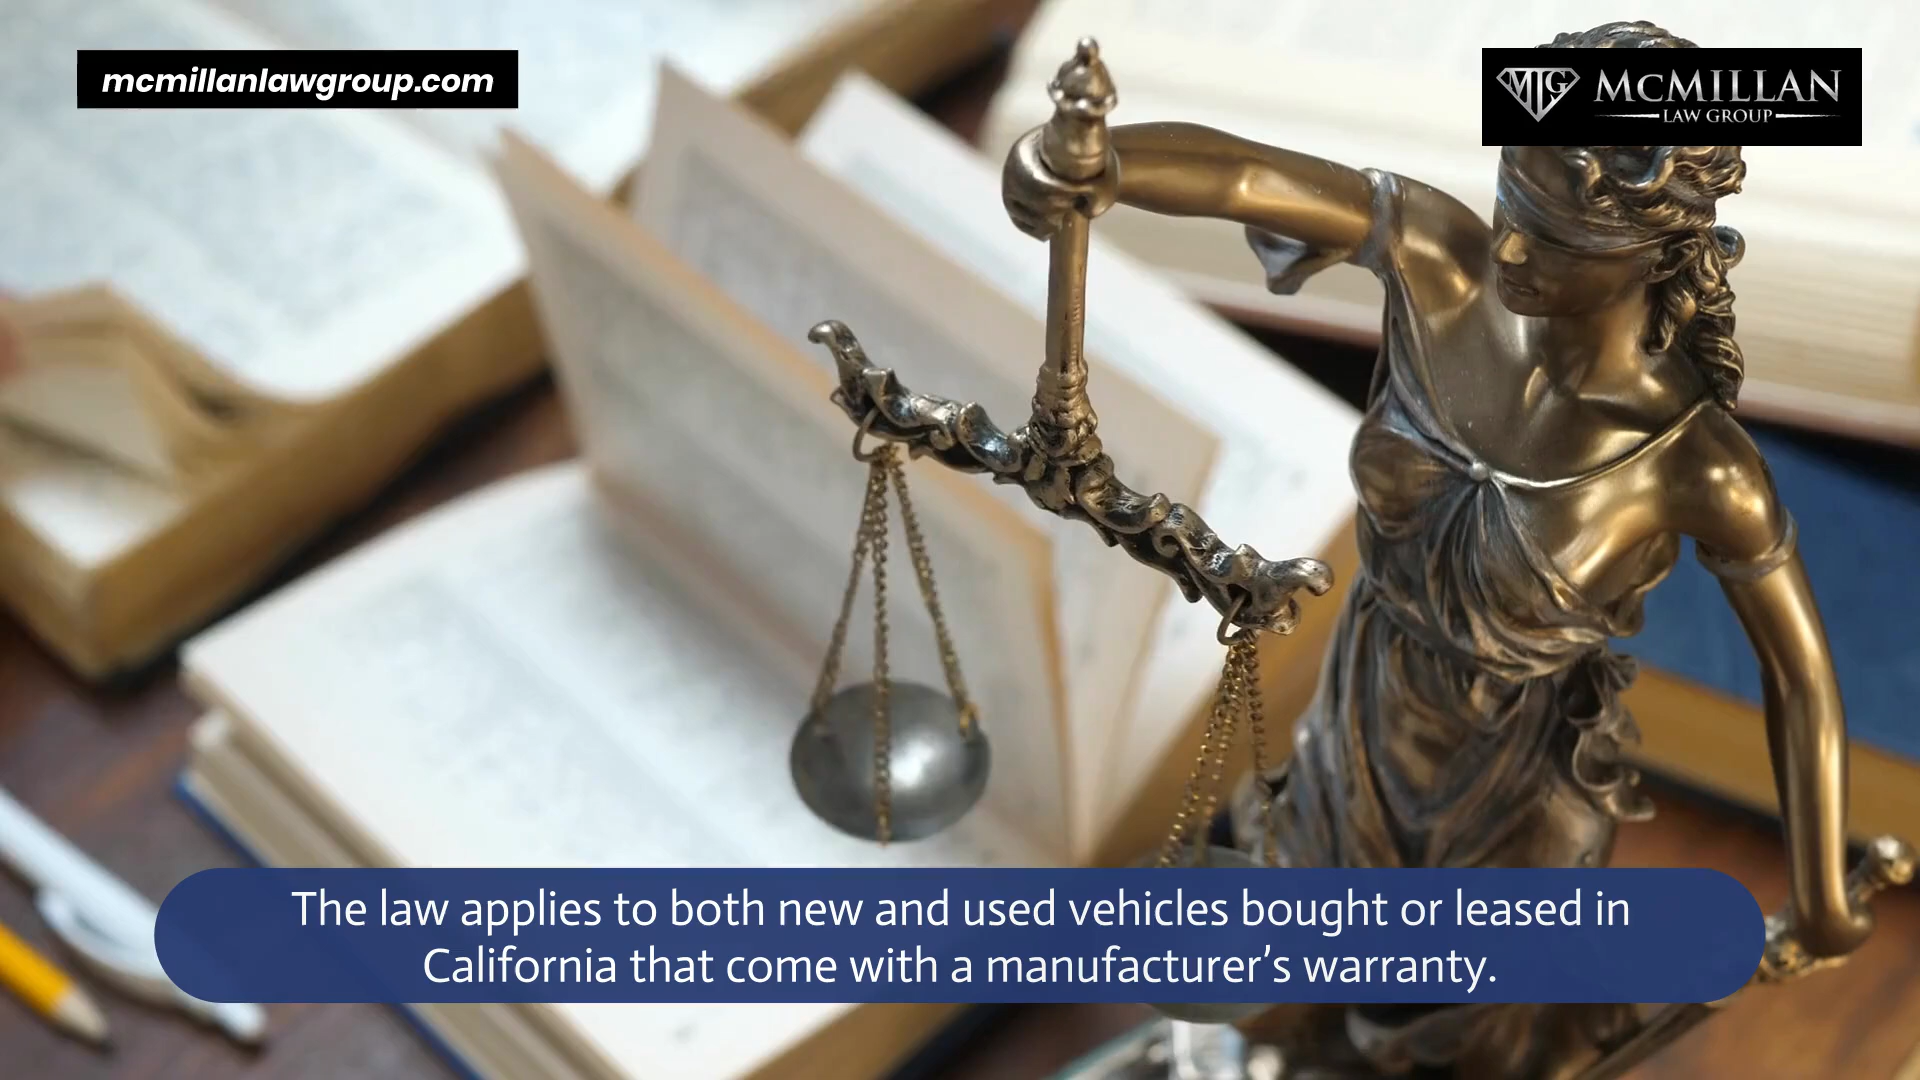 mcmillanlawgroup.com
MLG
MCMILLAN
LAW GROUP
The law applies to both new and used vehicles bought or leased in
California that come with a manufacturer’s warranty.